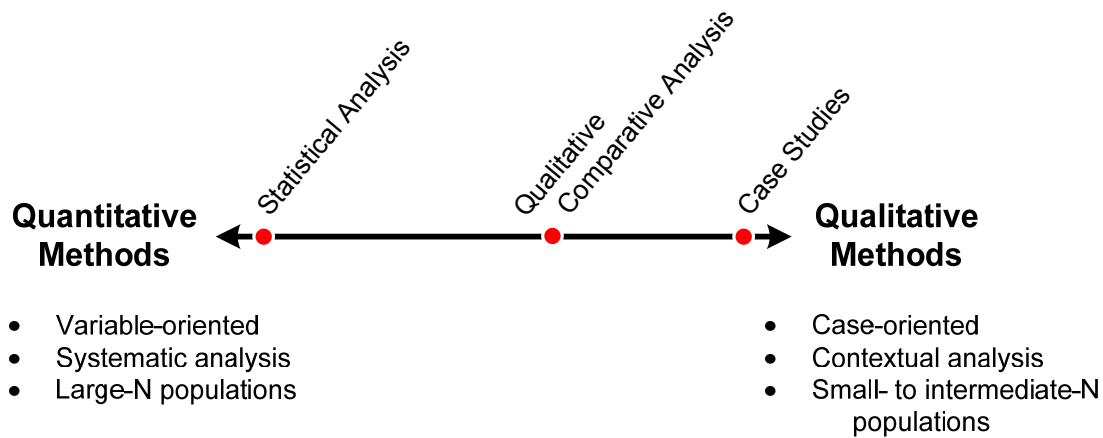 Statistical Analysis
Qualitative
Comparative Analysis
Case Studies
Quantitative
Methods
Qualitative
Methods
• Variable-oriented
• Systematic analysis
• Large-N populations
• Case-oriented
• Contextual analysis
• Small- to intermediate-N
populations